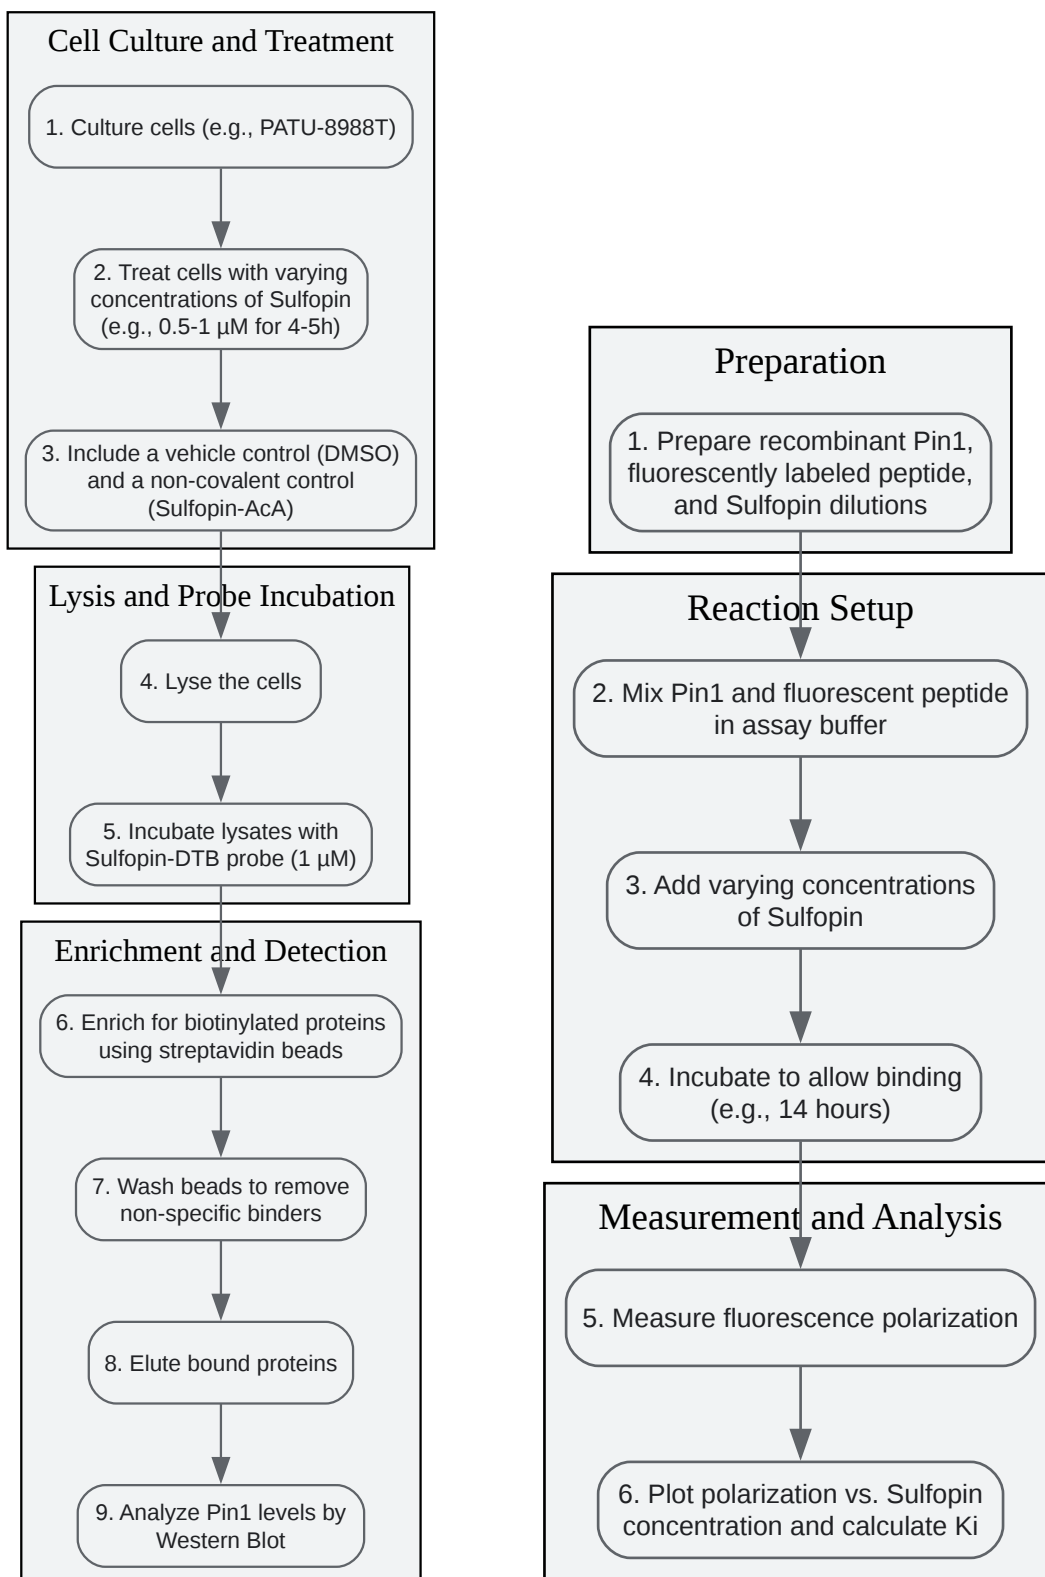 Cell Culture and Treatment
1. Culture cells (e.g., PATU-8988T)
2. Treat cells with varying
concentrations of Sulfopin
(e.g., 0.5-1 µM for 4-5h)
3. Include a vehicle control (DMSO)
and a non-covalent control
(Sulfopin-AcA)
Lysis and Probe Incubation
4. Lyse the cells
5. Incubate lysates with
Sulfopin-DTB probe (1 µM)
Enrichment and Detection
6. Enrich for biotinylated proteins
using streptavidin beads
7. Wash beads to remove
non-specific binders
8. Elute bound proteins
9. Analyze Pin1 levels by
Western Blot
Preparation
1. Prepare recombinant Pin1,
fluorescently labeled peptide,
and Sulfopin dilutions
Reaction Setup
2. Mix Pin1 and fluorescent peptide
in assay buffer
3. Add varying concentrations
of Sulfopin
4. Incubate to allow binding
(e.g., 14 hours)
Measurement and Analysis
5. Measure fluorescence polarization
6. Plot polarization vs. Sulfopin
concentration and calculate Ki